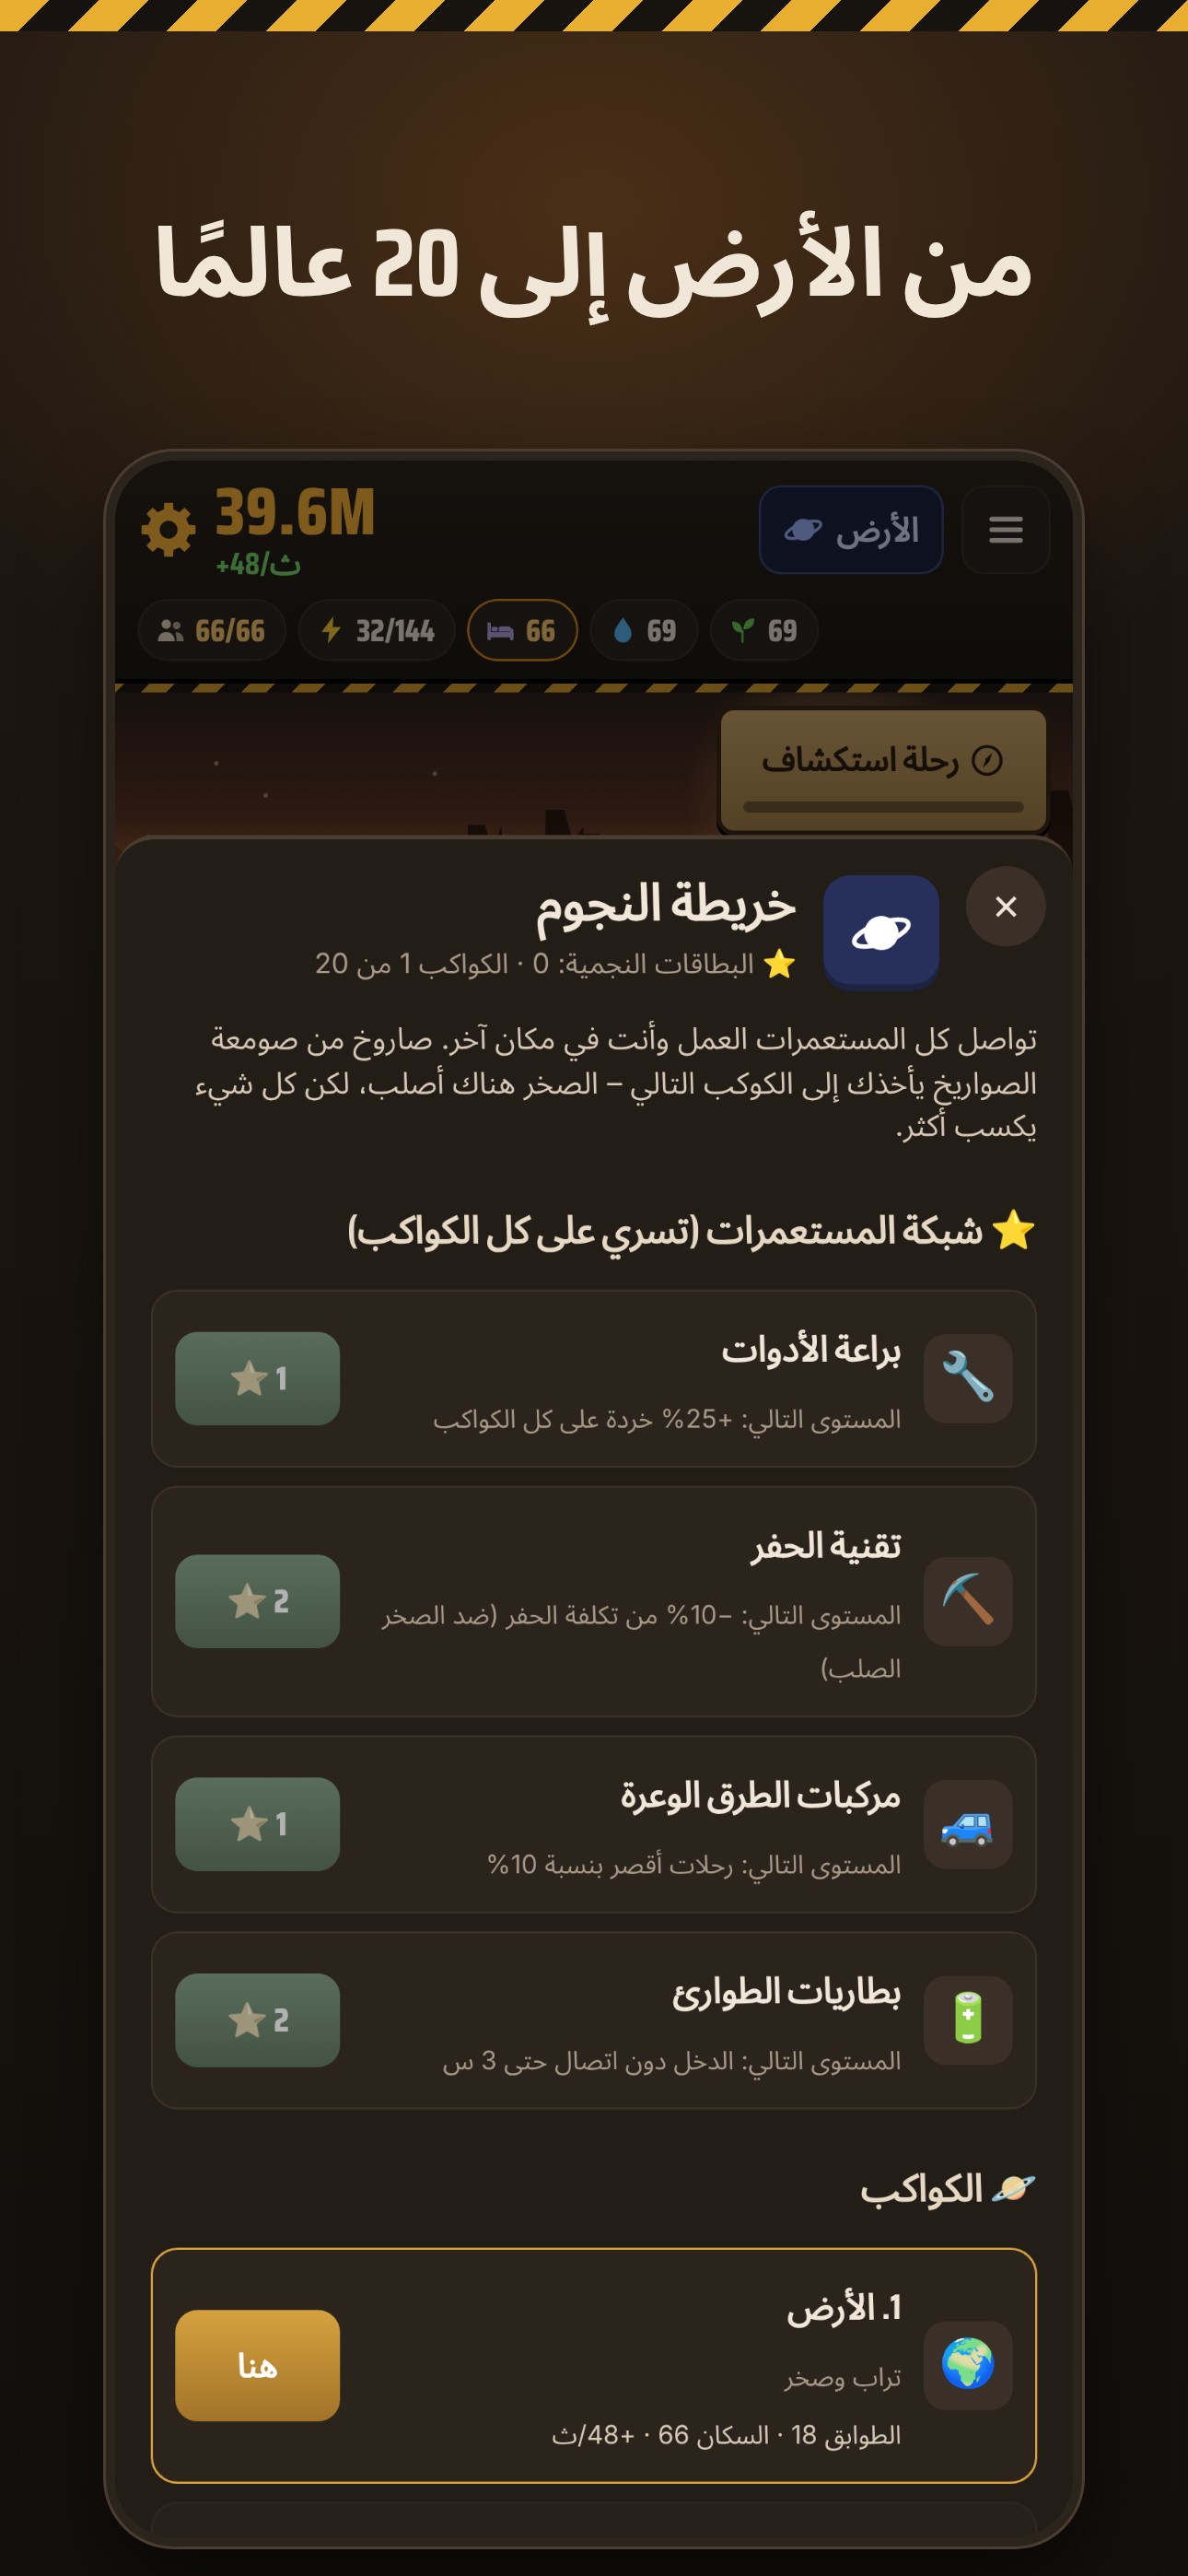 من الأرض إلى 20 عالمًا
الأرض
39.6M
+48/ث
66/66
32/144
66
69
69
رحلة استكشاف
خريطة النجوم
⭐ البطاقات النجمية: 0 · الكواكب 1 من 20
تواصل كل المستعمرات العمل وأنت في مكان آخر. صاروخ من صومعة
الصواريخ يأخذك إلى الكوكب التالي – الصخر هناك أصلب، لكن كل شيء
يكسب أكثر.
⭐ شبكة المستعمرات (تسري على كل الكواكب)
براعة الأدوات
المستوى التالي: +25% خردة على كل الكواكب
1 ⭐
تقنية الحفر
المستوى التالي: –10% من تكلفة الحفر (ضد الصخر
الصلب)
2 ⭐
مركبات الطرق الوعرة
المستوى التالي: رحلات أقصر بنسبة 10%
1 ⭐
بطاريات الطوارئ
المستوى التالي: الدخل دون اتصال حتى 3 س
2 ⭐
🪐 الكواكب
1. الأرض
تراب وصخر
الطوابق 18 · السكان 66 · +48/ث
هنا